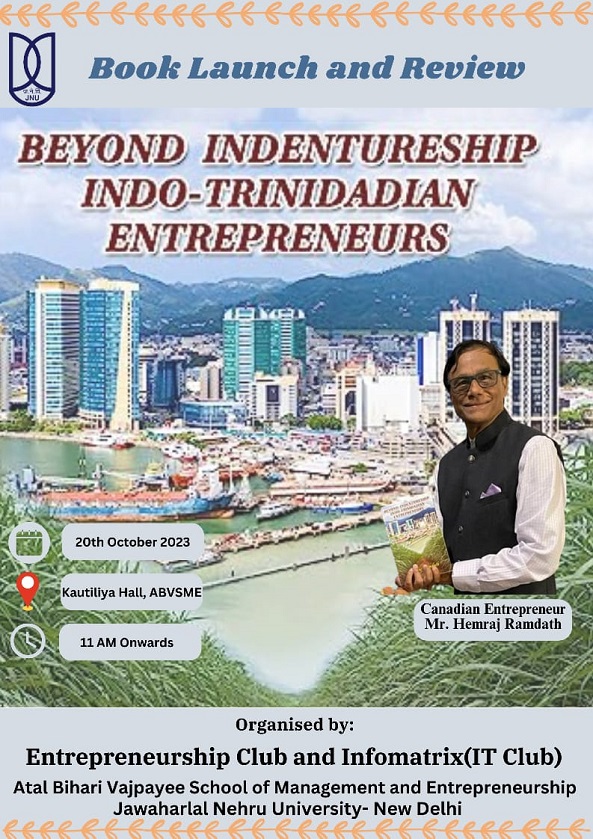 Book Launch and Review
ज.ने.वि.
JNU
BEYOND INDENTURESHIP
INDO-TRINIDADIAN
ENTREPRENEURS
20th October 2023
Kautiliya Hall, ABVSME
11 AM Onwards
Canadian Entrepreneur
Mr. Hemraj Ramdath
Organised by:
Entrepreneurship Club and Infomatrix(IT Club)
Atal Bihari Vajpayee School of Management and Entrepreneurship
Jawaharlal Nehru University- New Delhi